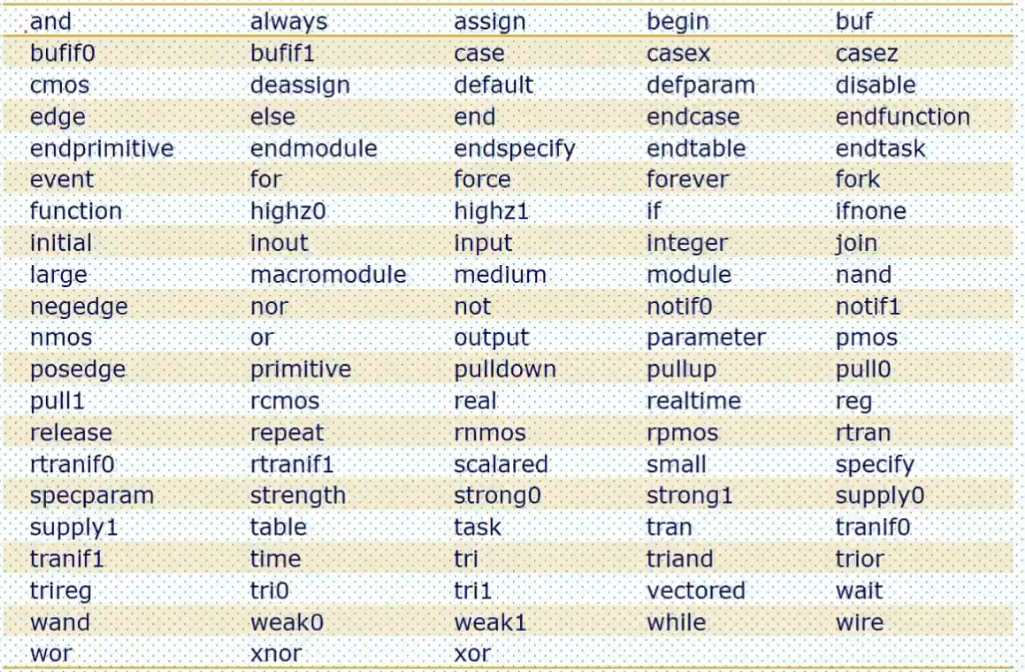 and always assign begin buf
bufif0 bufif1 case casex casez
cmos deassign default defparam disable
edge else end endcase endfunction
endprimitive endmodule endspecify endtable endtask
event for force forever fork
function highz0 highz1 if ifnone
initial inout input integer join
large macromodule medium module nand
negedge nor not notif0 notif1
nmos or output parameter pmos
posedge primitive pulldown pullup pull0
pull1 rcmos real realtime reg
release repeat rnmos rpmos rtran
rtranif0 rtranif1 scalared small specify
specparam strength strong0 strong1 supply0
supply1 table task tran tranif0
tranif1 time tri triand trior
trireg tri0 tri1 vectored wait
wand weak0 weak1 while wire
wor xnor xor